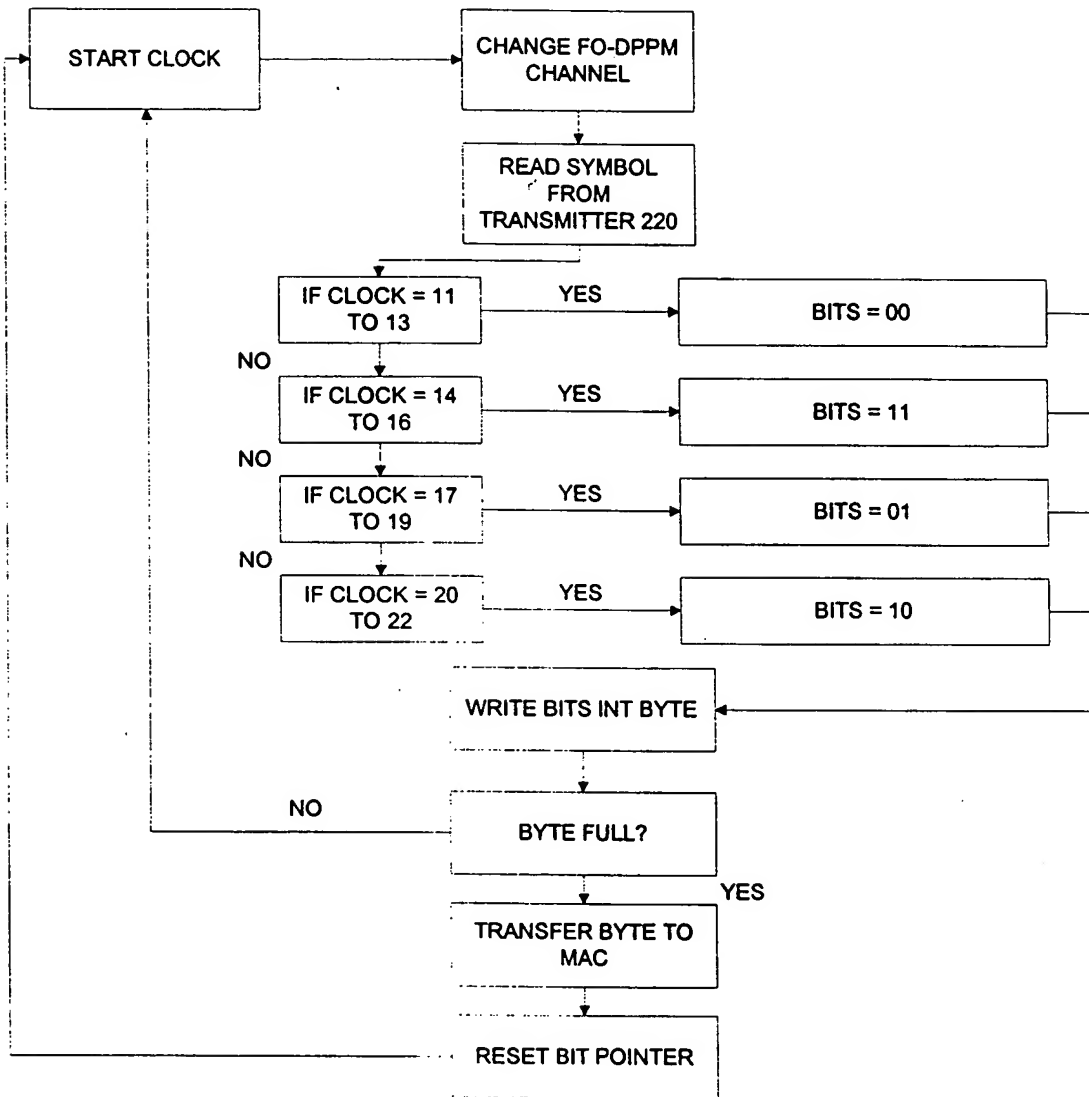 START CLOCK
CHANGE FO-DPPM
CHANNEL
READ SYMBOL
FROM
TRANSMITTER 220
IF CLOCK = 11
TO 13
YES
BITS = 00
NO
IF CLOCK = 14
TO 16
YES
BITS = 11
NO
IF CLOCK = 17
TO 19
YES
BITS = 01
NO
IF CLOCK = 20
TO 22
YES
BITS = 10
WRITE BITS INT BYTE
NO
BYTE FULL?
YES
TRANSFER BYTE TO
MAC
RESET BIT POINTER